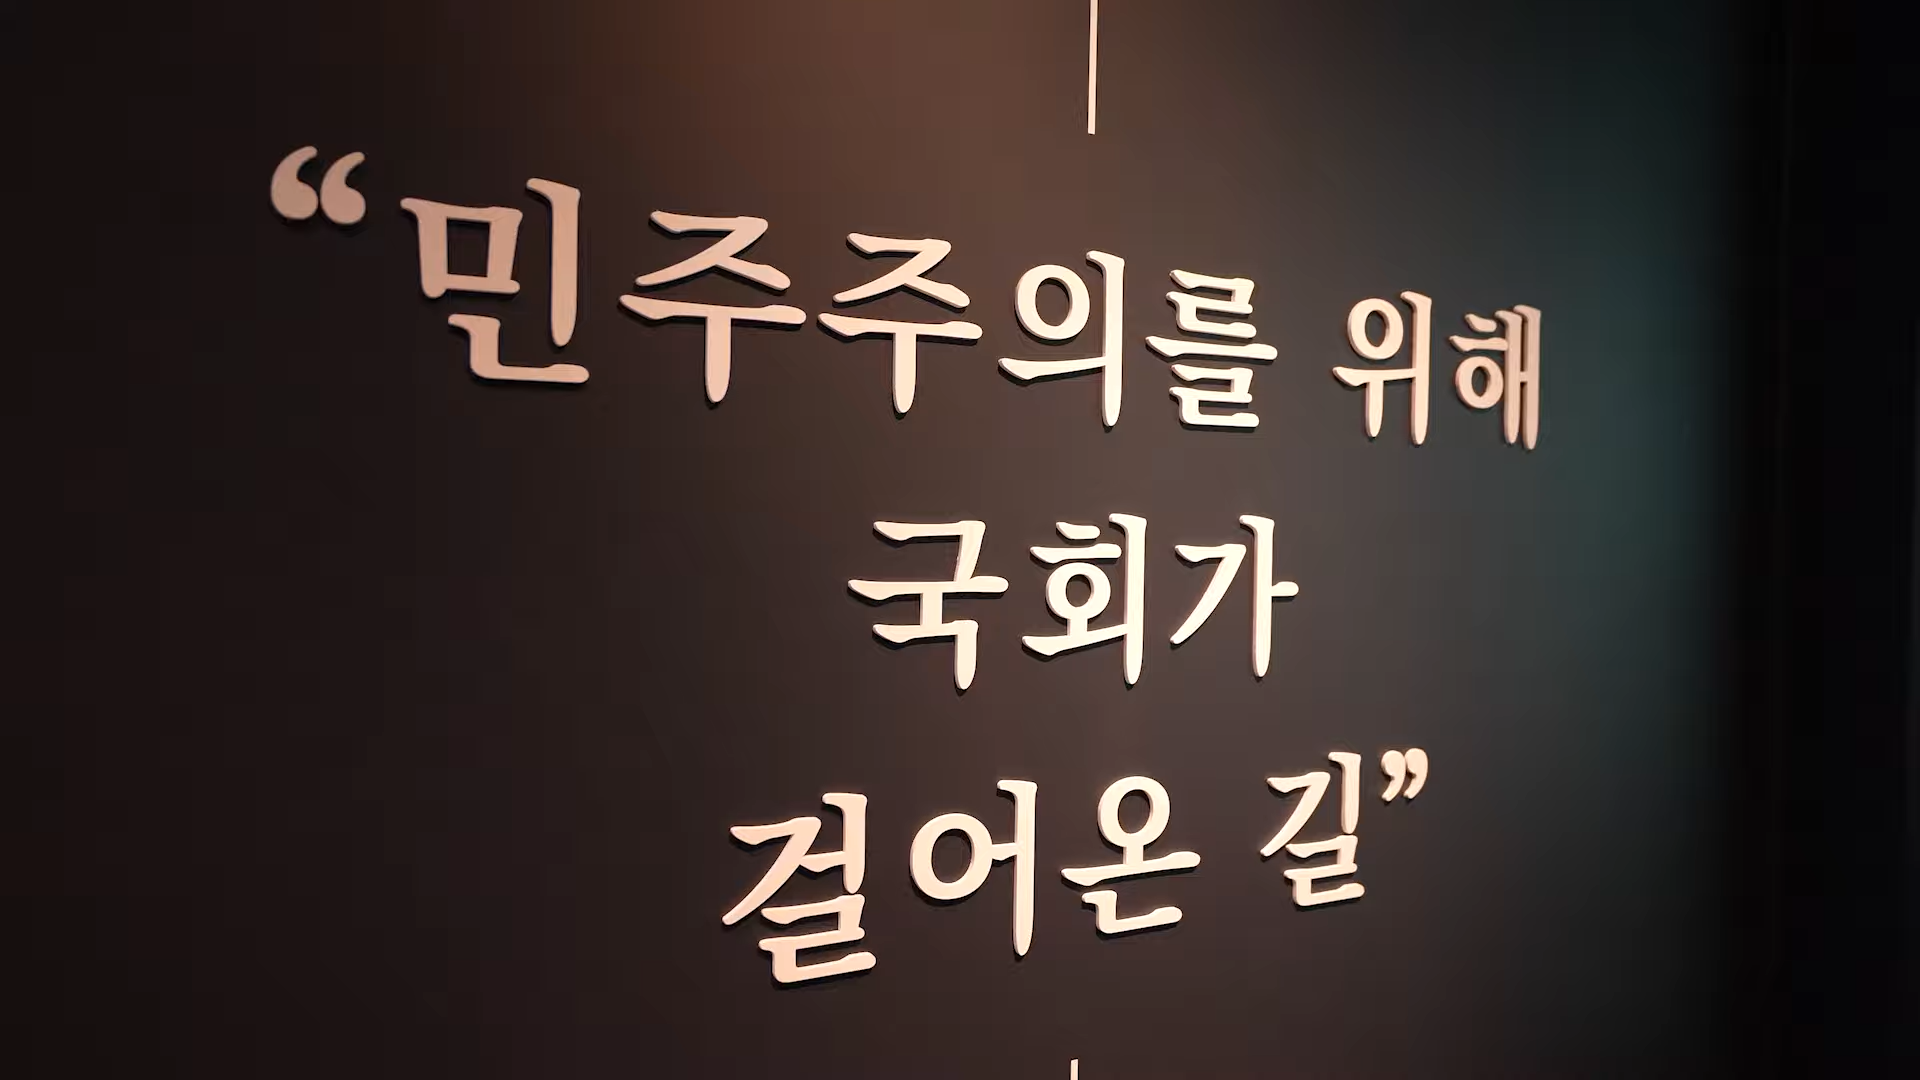 “민주주의를 위해
국회가
걸어온 길”